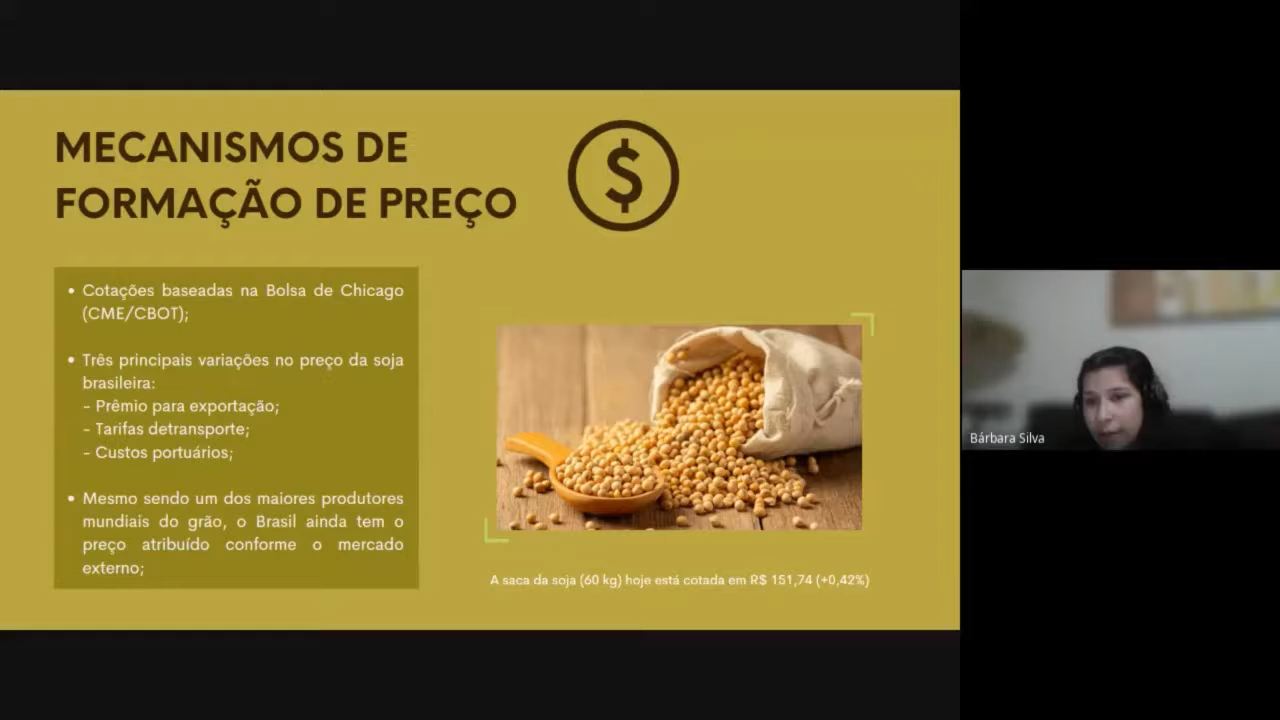 MECANISMOS DE
FORMAÇÃO DE PREÇO
$
• Cotações baseadas na Bolsa de Chicago
(CME/CBOT);
• Três principais variações no preço da soja
brasileira:
- Prêmio para exportação;
- Tarifas detransporte;
- Custos portuários;
• Mesmo sendo um dos maiores produtores
mundiais do grão, o Brasil ainda tem o
preço atribuído conforme o mercado
externo;
A saca da soja (60 kg) hoje está cotada em R$ 151,74 (+0,42%)
Bárbara Silva